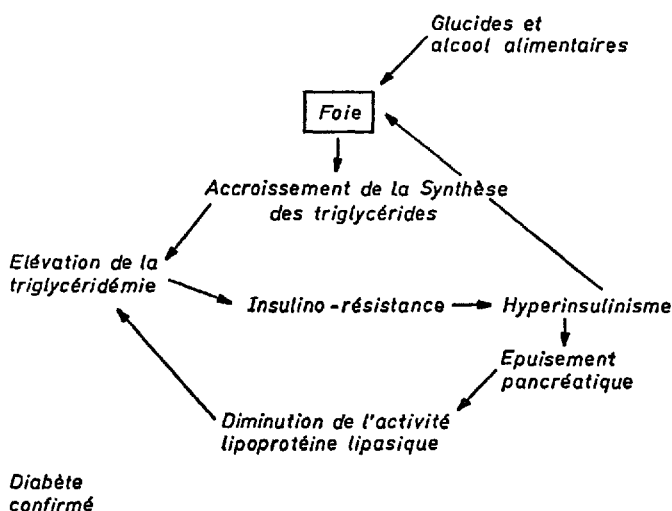 Glucides et
alcool alimentaires
Foie
Accroissement de la Synthèse
des triglycérides
Elévation de la
triglycéridémie
Insulino-résistance
Hyperinsulinisme
Epuisement
pancréatique
Diminution de l'activité
lipoprotéine lipasique
Diabète
confirmé